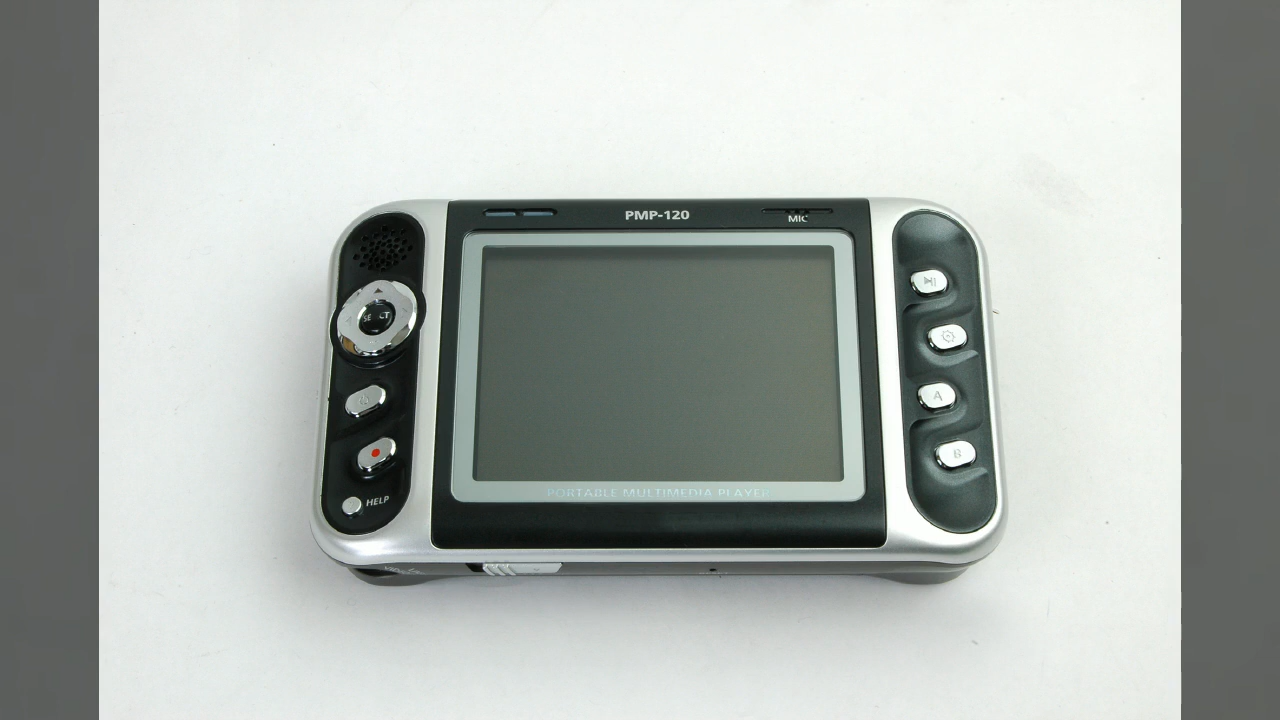 PMP-120
MIC
SELECT
HELP
A
B
PORTABLE MULTIMEDIA PLAYER